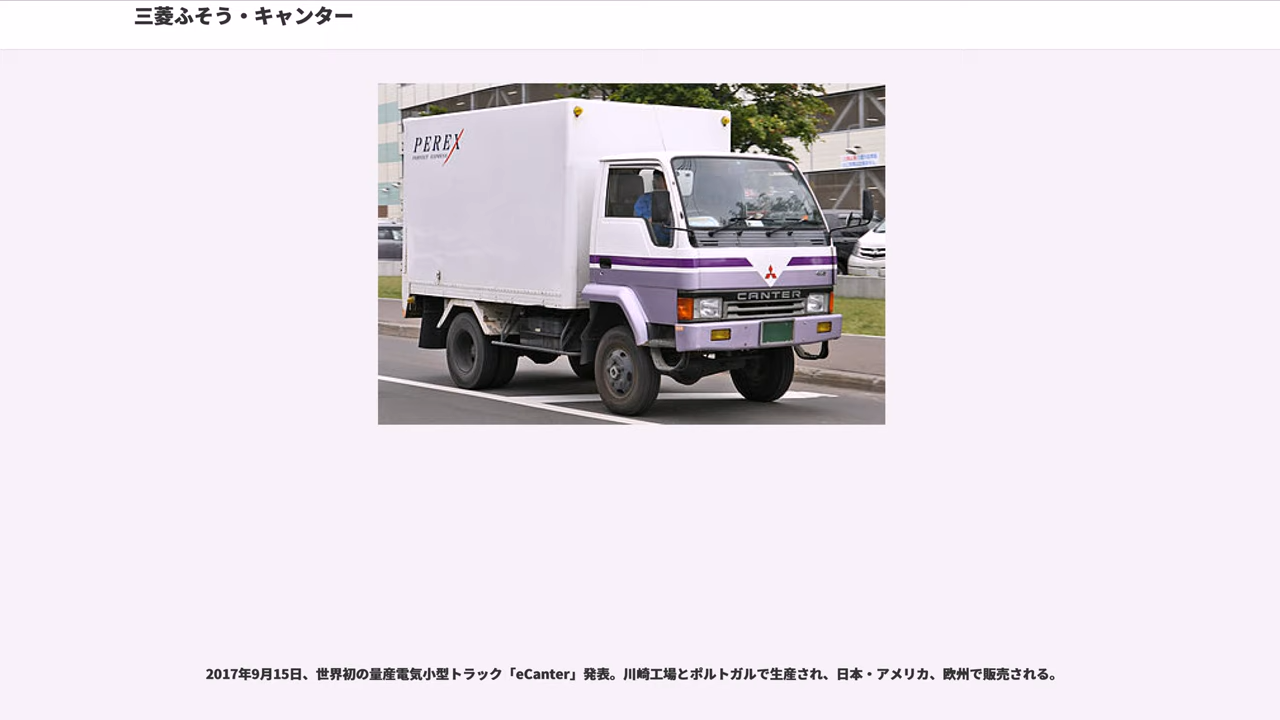 三菱ふそう・キャンター
PEREX
CANTER
2017年9月15日、世界初の量産電気小型トラック「eCanter」発表。川崎工場とポルトガルで生産され、日本・アメリカ、欧州で販売される。